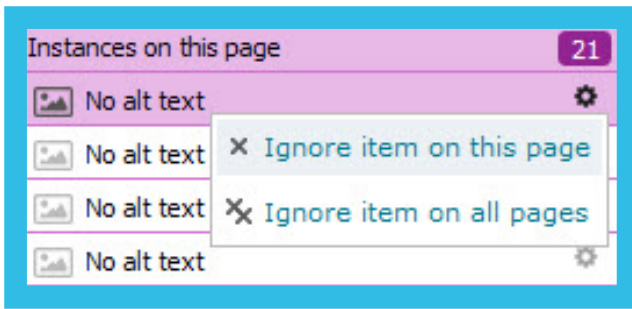 Instances on this page 21
No alt text
No alt text
Ignore item on this page
No alt text
Ignore item on all pages
No alt text